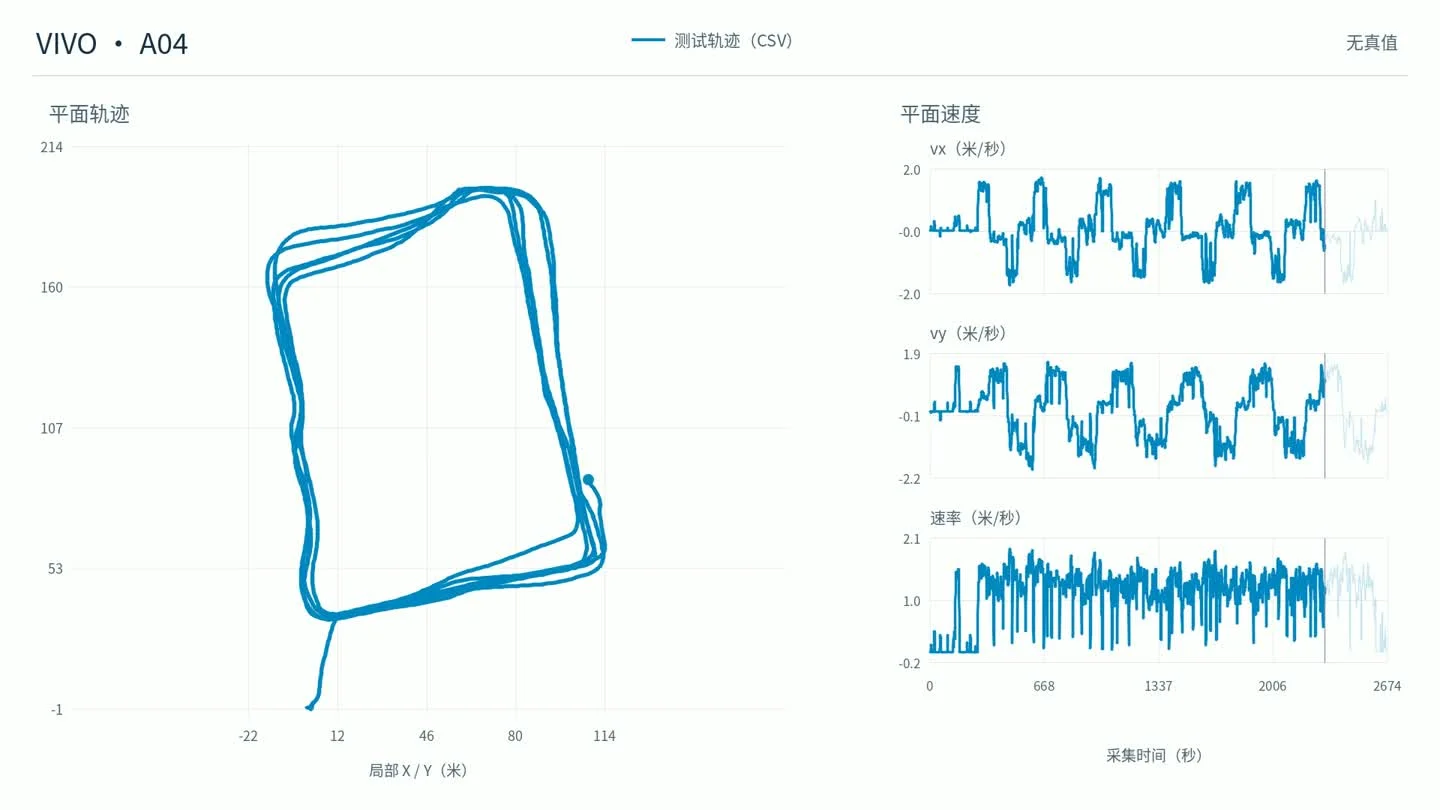 VIVO · A04
测试轨迹（CSV）
无真值
平面轨迹
214
160
107
53
-1
-22 12 46 80 114
局部 X / Y（米）
平面速度
vx（米/秒）
2.0
-0.0
-2.0
vy（米/秒）
1.9
-0.1
-2.2
速率（米/秒）
2.1
1.0
-0.2
0 668 1337 2006 2674
采集时间（秒）